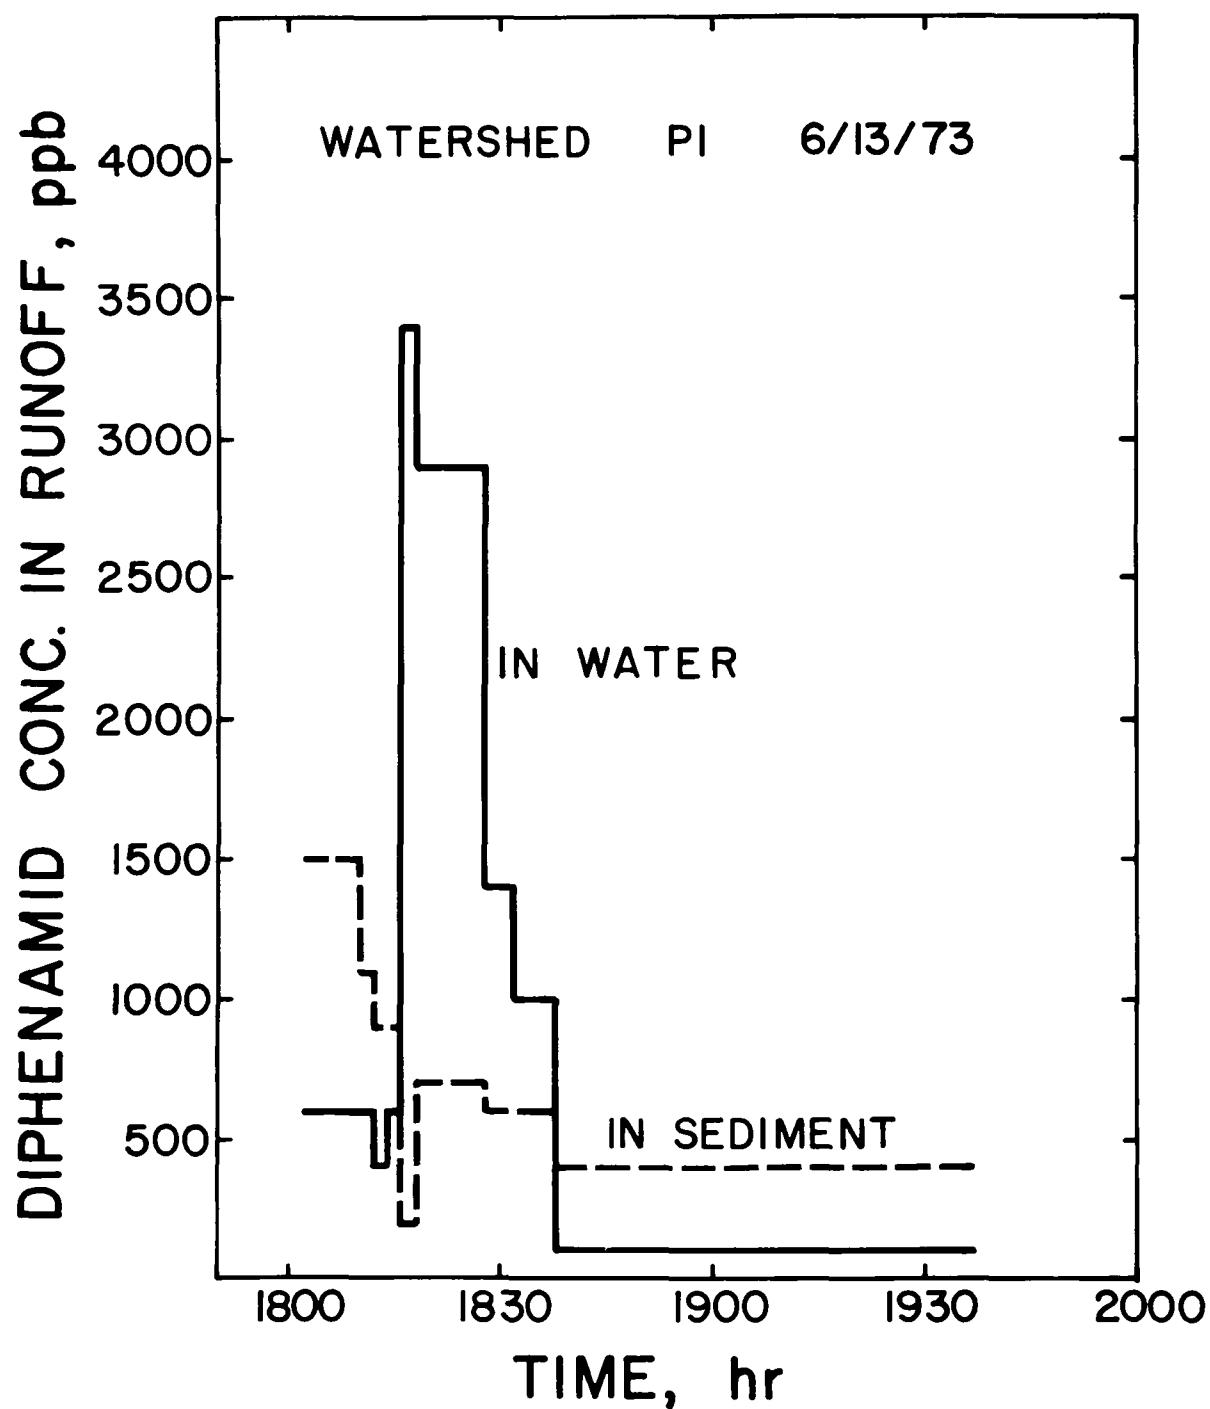 WATERSHED PI 6/13/73
DIPHENAMID CONC. IN RUNOFF, ppb
4000
3500
3000
2500
2000
1500
1000
500
IN WATER
IN SEDIMENT
1800 1830 1900 1930 2000
TIME, hr